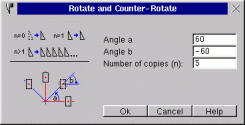 Rotate and Counter-Rotate
n=0
n=1
n>1
Angle a
60
Angle b
-60
Number of copies (n):
5
b
a
Ok
Cancel
Help